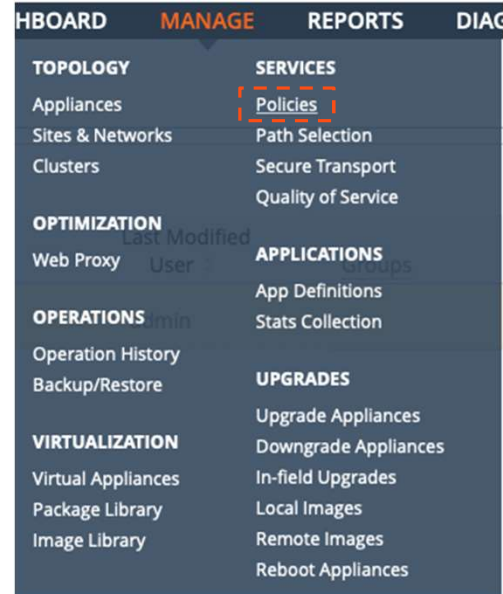 HBOARD MANAGE REPORTS DIAG
TOPOLOGY
Appliances
Sites & Networks
Clusters
OPTIMIZATION
Web Proxy
OPERATIONS
Operation History
Backup/Restore
VIRTUALIZATION
Virtual Appliances
Package Library
Image Library
SERVICES
Policies
Path Selection
Secure Transport
Quality of Service
APPLICATIONS
App Definitions
Stats Collection
UPGRADES
Upgrade Appliances
Downgrade Appliances
In-field Upgrades
Local Images
Remote Images
Reboot Appliances
Last Modified
User
Groups
admin